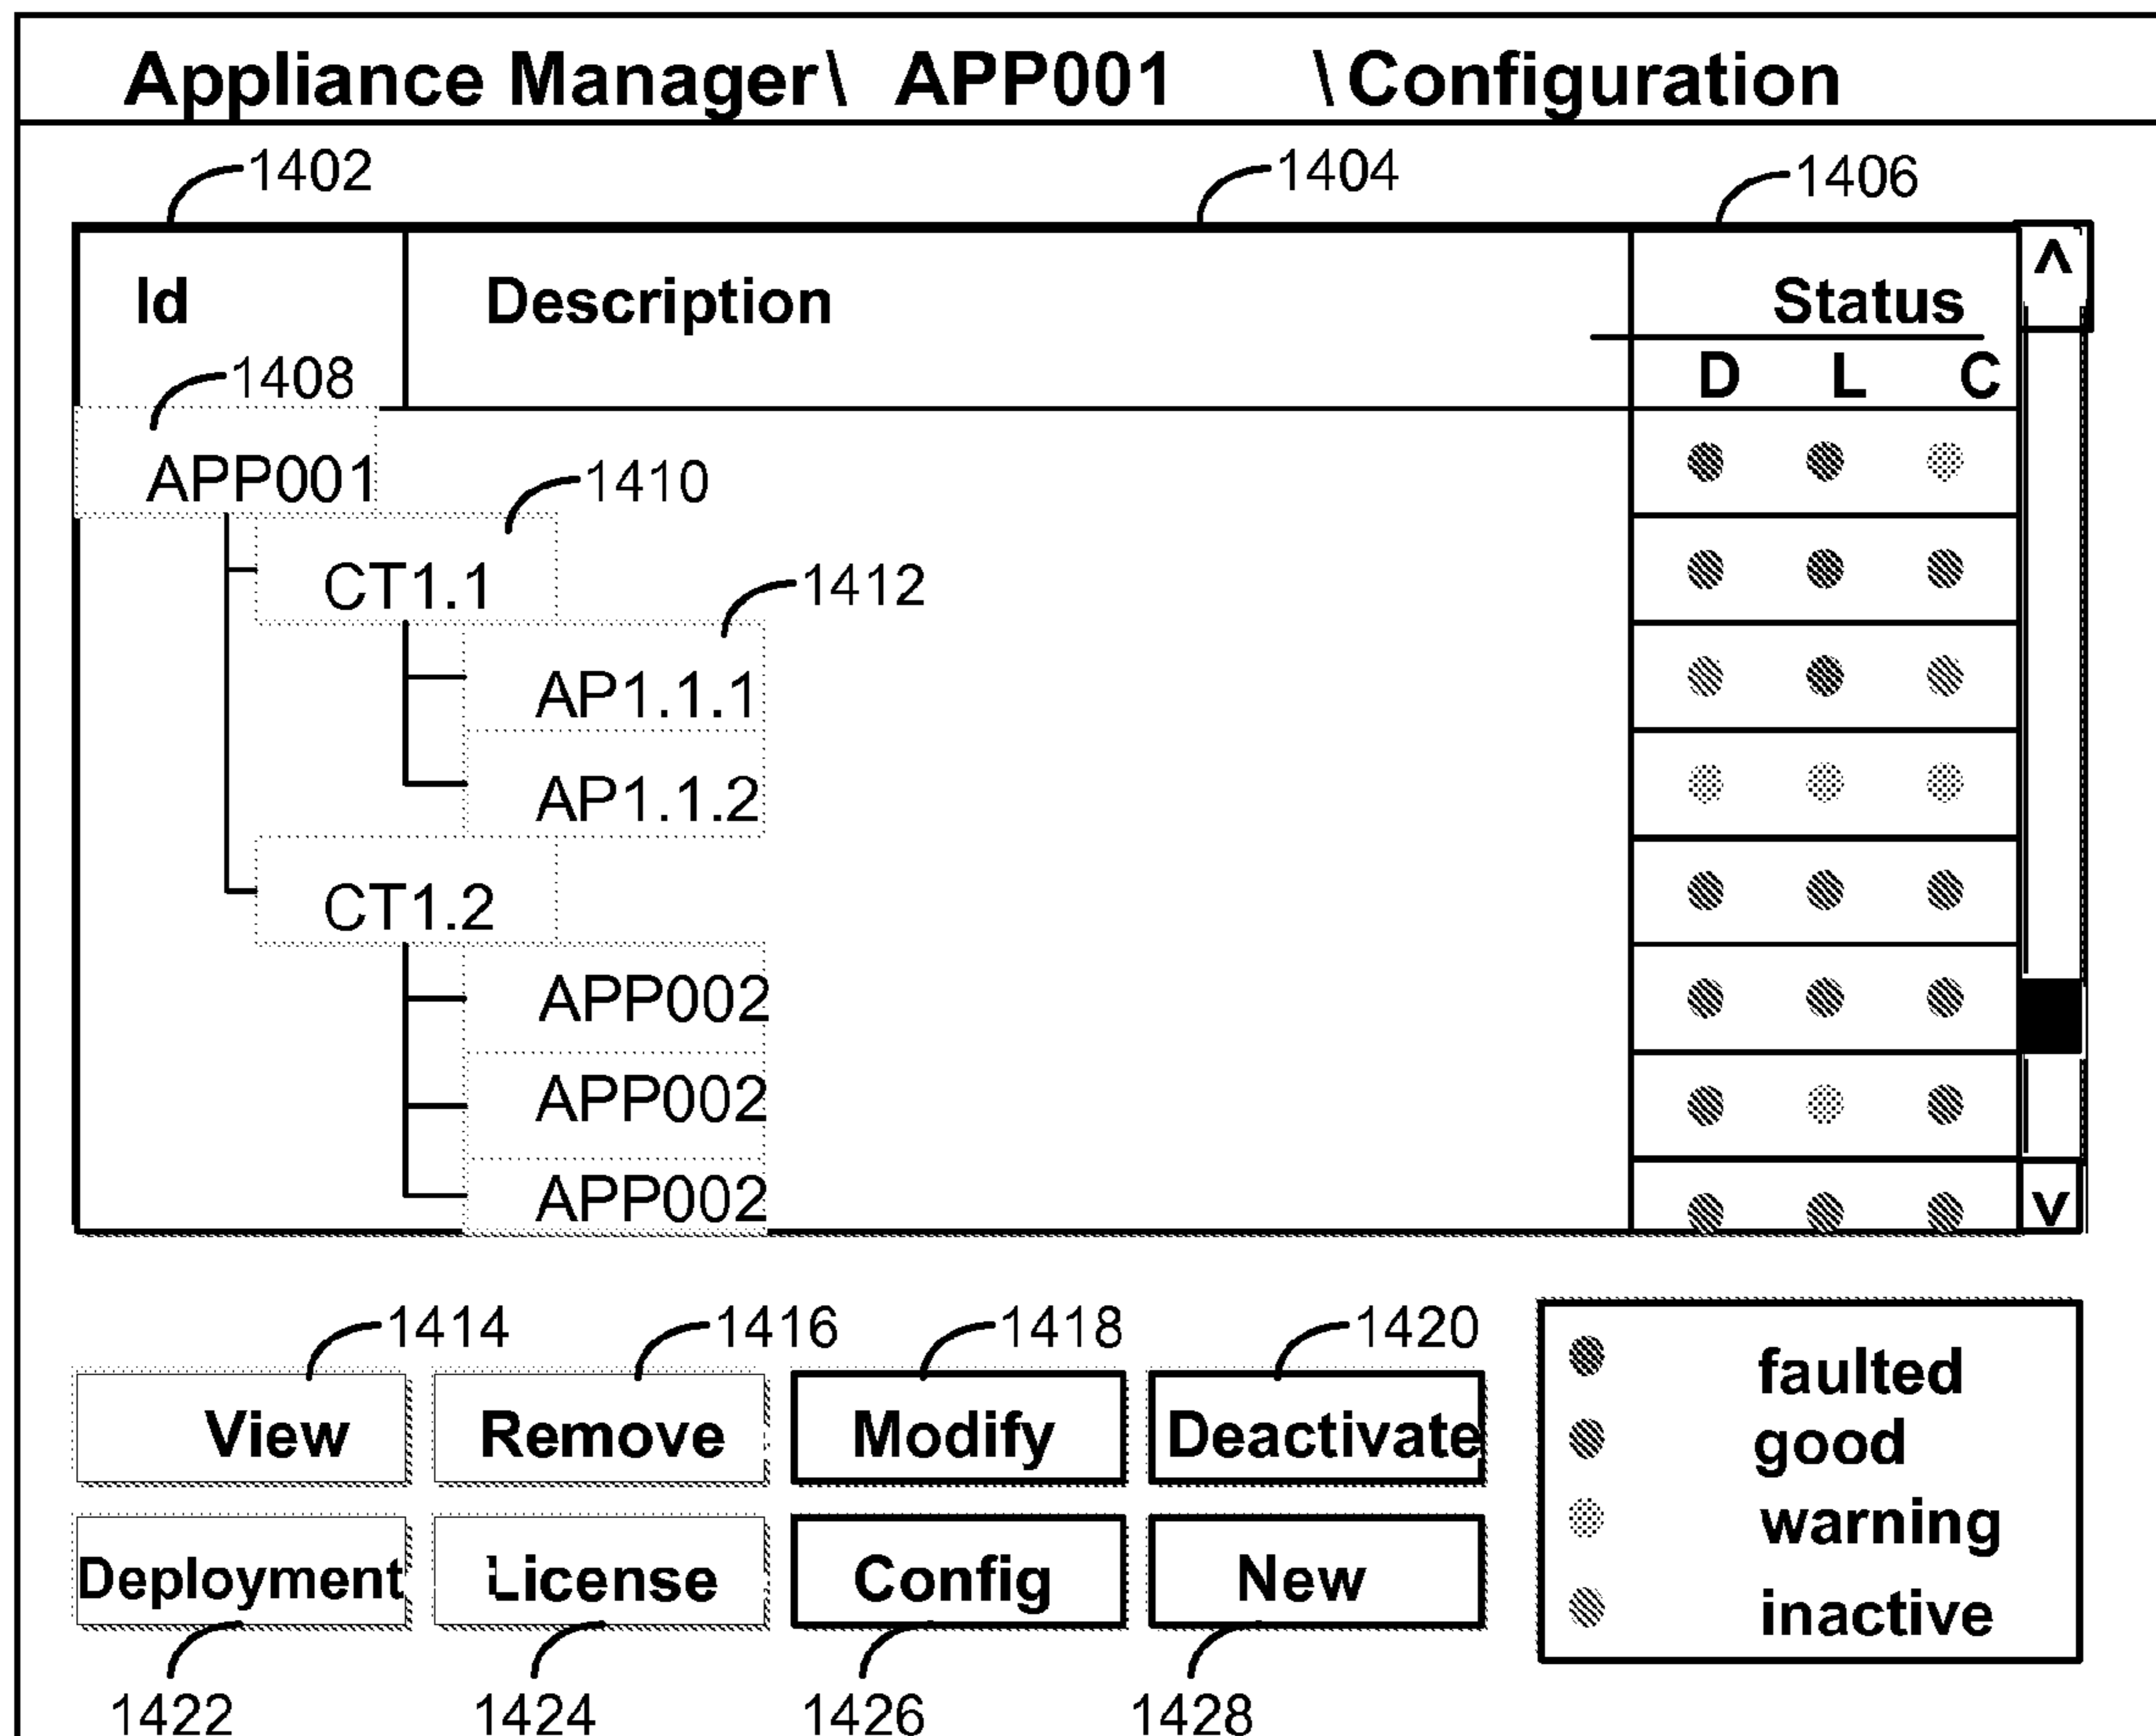 Appliance Manager\ APP001 \Configuration
1402 1404 1406
Id Description Status
D L C
1408
APP001
1410
CT1.1
1412
AP1.1.1
AP1.1.2
CT1.2
APP002
APP002
APP002
^
v
1414 1416 1418 1420
View Remove Modify Deactivate
Deployment License Config New
1422 1424 1426 1428
faulted
good
warning
inactive